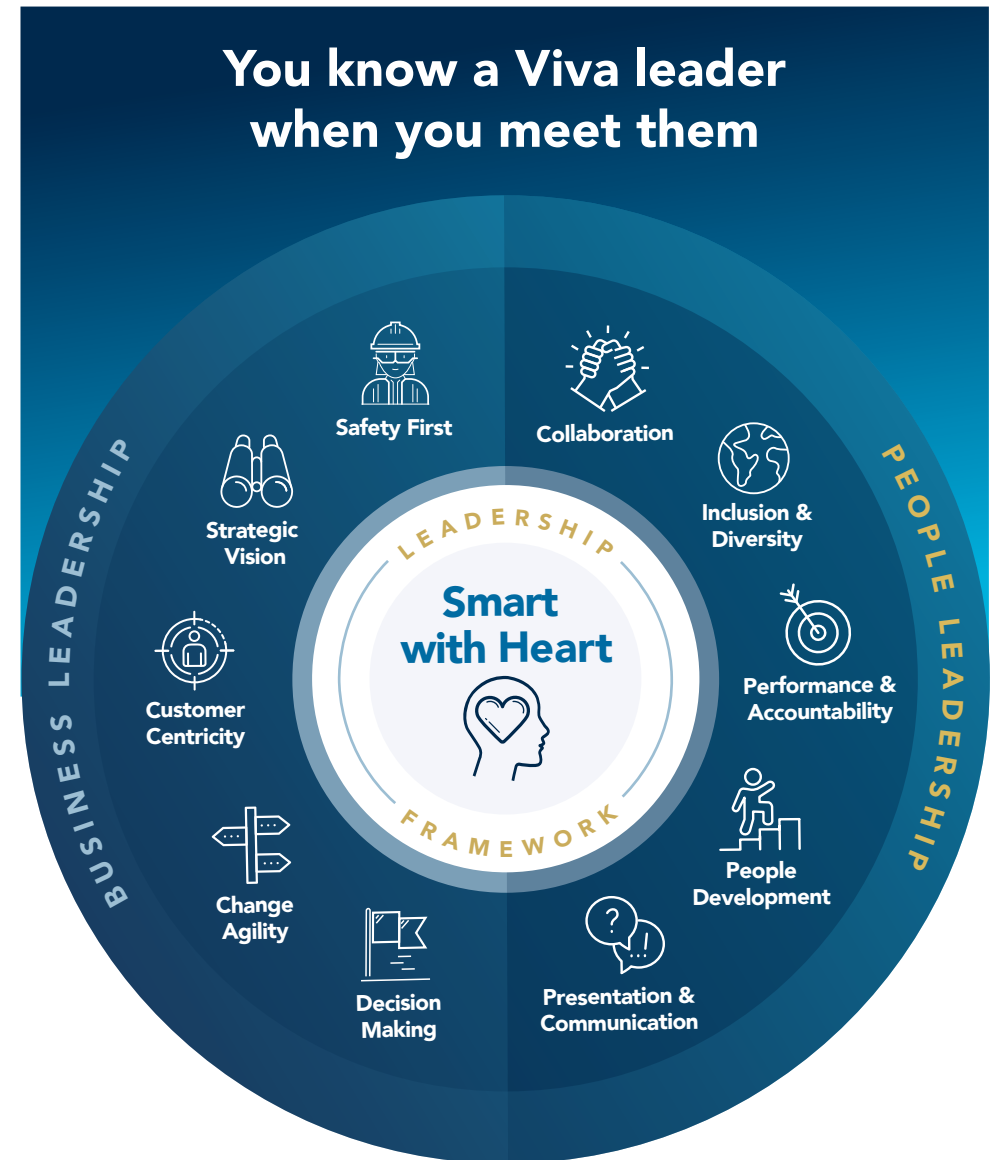 You know a Viva leader
when you meet them
BUSINESS LEADERSHIP
Safety First
Strategic
Vision
Customer
Centricity
Change
Agility
Decision
Making
LEADERSHIP
Smart
with Heart
FRAMEWORK
PEOPLE LEADERSHIP
Collaboration
Inclusion &
Diversity
Performance &
Accountability
People
Development
?
!
...
Presentation &
Communication